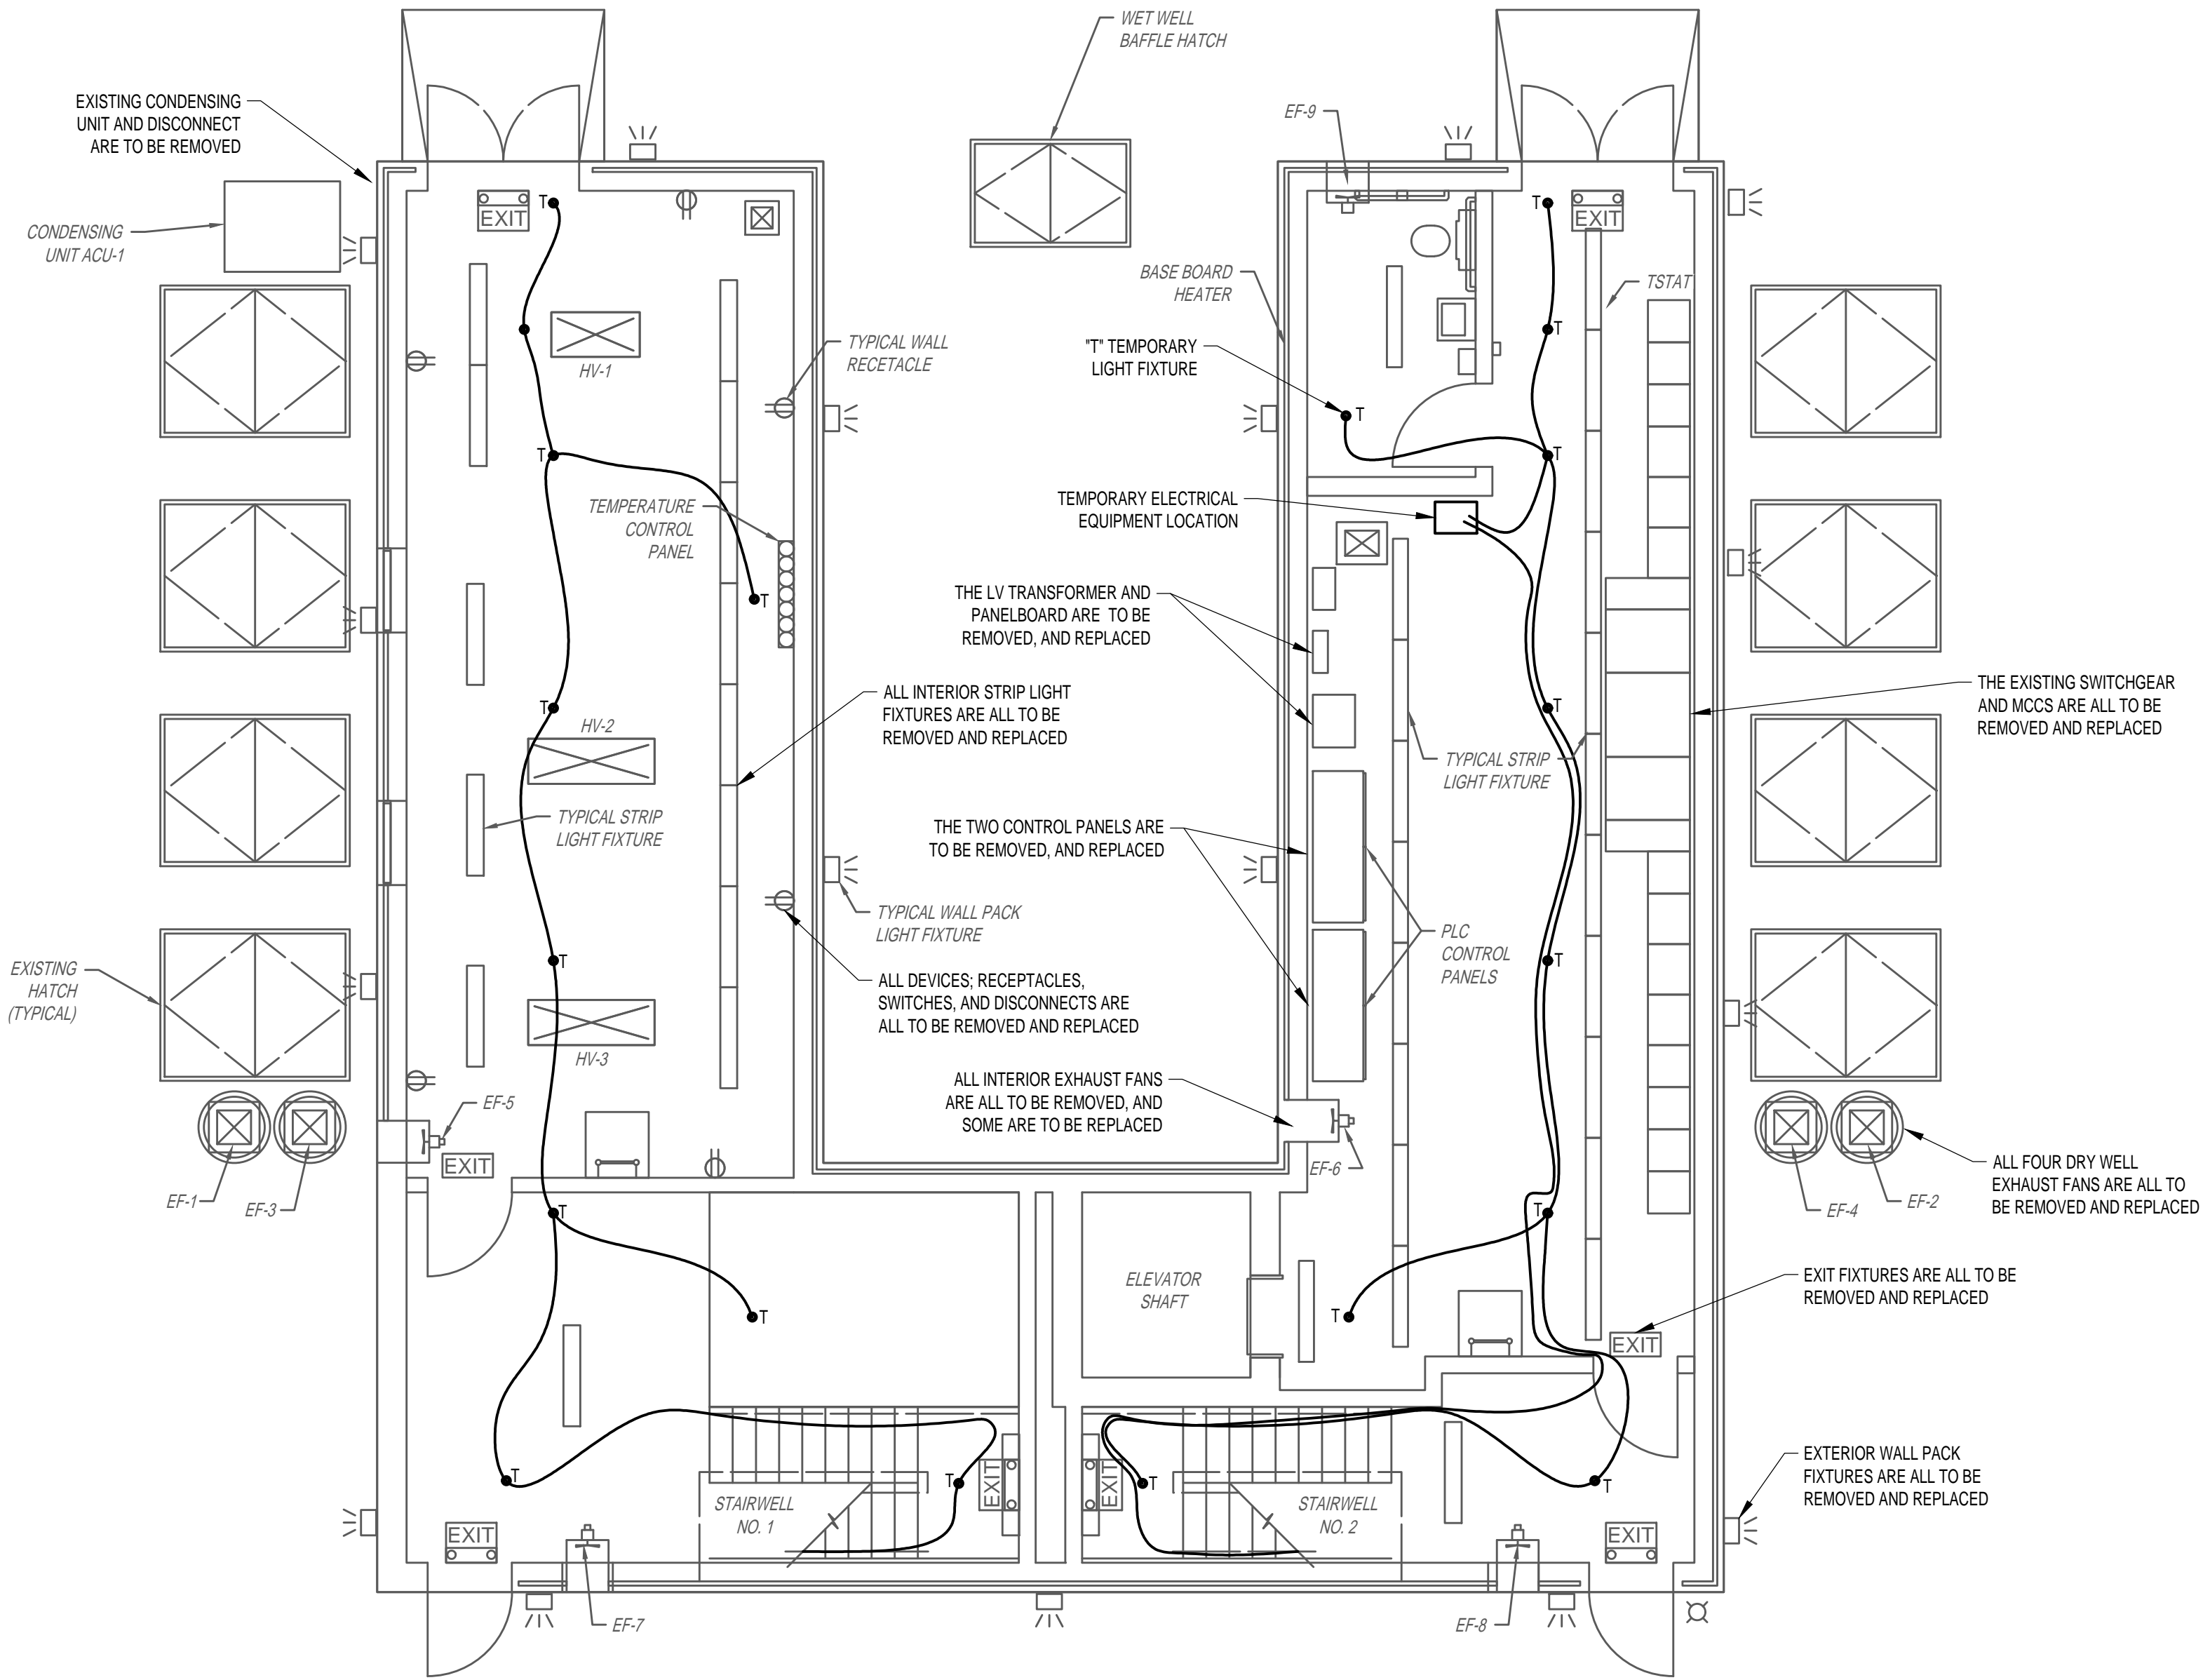 WET WELL
BAFFLE HATCH
EXISTING CONDENSING
UNIT AND DISCONNECT
ARE TO BE REMOVED
EF-9
CONDENSING
UNIT ACU-1
EXIT
T
T
EXIT
BASE BOARD
HEATER
TSTAT
HV-1
TYPICAL WALL
RECETACLE
"T" TEMPORARY
LIGHT FIXTURE
T
T
T
T
TEMPERATURE
CONTROL
PANEL
TEMPORARY ELECTRICAL
EQUIPMENT LOCATION
T
THE LV TRANSFORMER AND
PANELBOARD ARE TO BE
REMOVED, AND REPLACED
ALL INTERIOR STRIP LIGHT
FIXTURES ARE ALL TO BE
REMOVED AND REPLACED
THE EXISTING SWITCHGEAR
AND MCCS ARE ALL TO BE
REMOVED AND REPLACED
T
T
HV-2
TYPICAL STRIP
LIGHT FIXTURE
TYPICAL STRIP
LIGHT FIXTURE
THE TWO CONTROL PANELS ARE
TO BE REMOVED, AND REPLACED
TYPICAL WALL PACK
LIGHT FIXTURE
PLC
CONTROL
PANELS
EXISTING
HATCH
(TYPICAL)
T
T
ALL DEVICES; RECEPTACLES,
SWITCHES, AND DISCONNECTS ARE
ALL TO BE REMOVED AND REPLACED
HV-3
ALL INTERIOR EXHAUST FANS
ARE ALL TO BE REMOVED, AND
SOME ARE TO BE REPLACED
EF-5
EXIT
EF-6
EF-1
EF-3
EF-4
EF-2
ALL FOUR DRY WELL
EXHAUST FANS ARE ALL TO
BE REMOVED AND REPLACED
T
T
ELEVATOR
SHAFT
EXIT FIXTURES ARE ALL TO BE
REMOVED AND REPLACED
T
T
EXIT
T
T
EXIT
EXIT
T
T
EXTERIOR WALL PACK
FIXTURES ARE ALL TO BE
REMOVED AND REPLACED
STAIRWELL
NO. 1
STAIRWELL
NO. 2
EXIT
EXIT
EF-7
EF-8